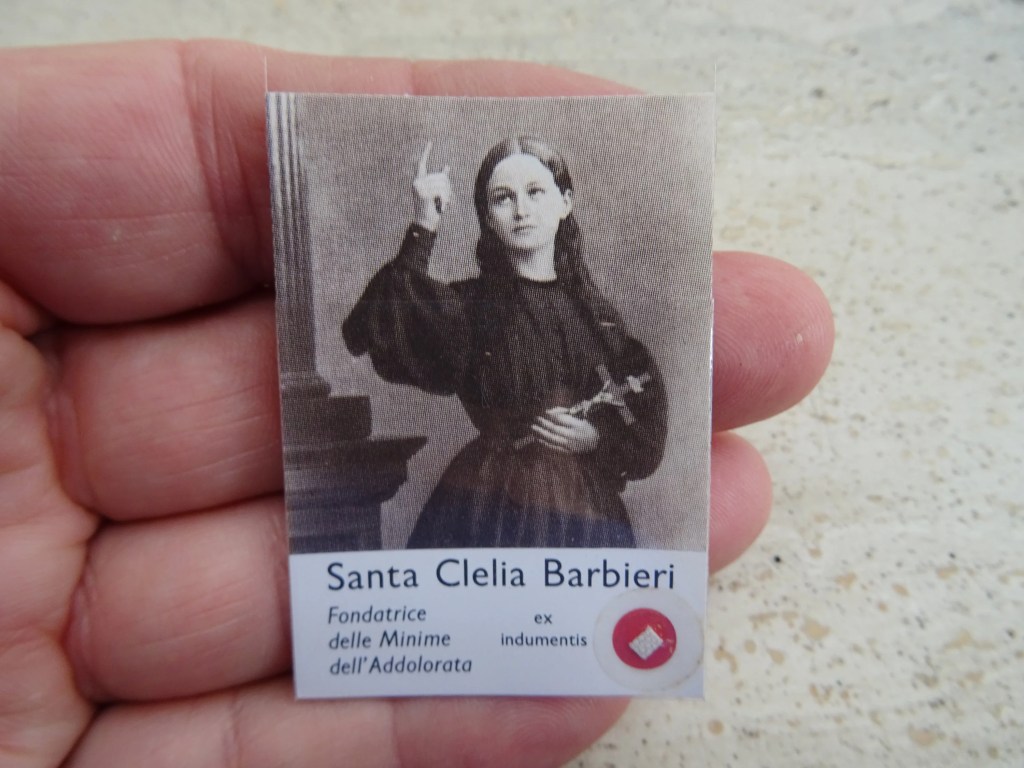 Santa Clelia Barbieri
Fondatrice
delle Minime
dell'Addolorata
ex
indumentis